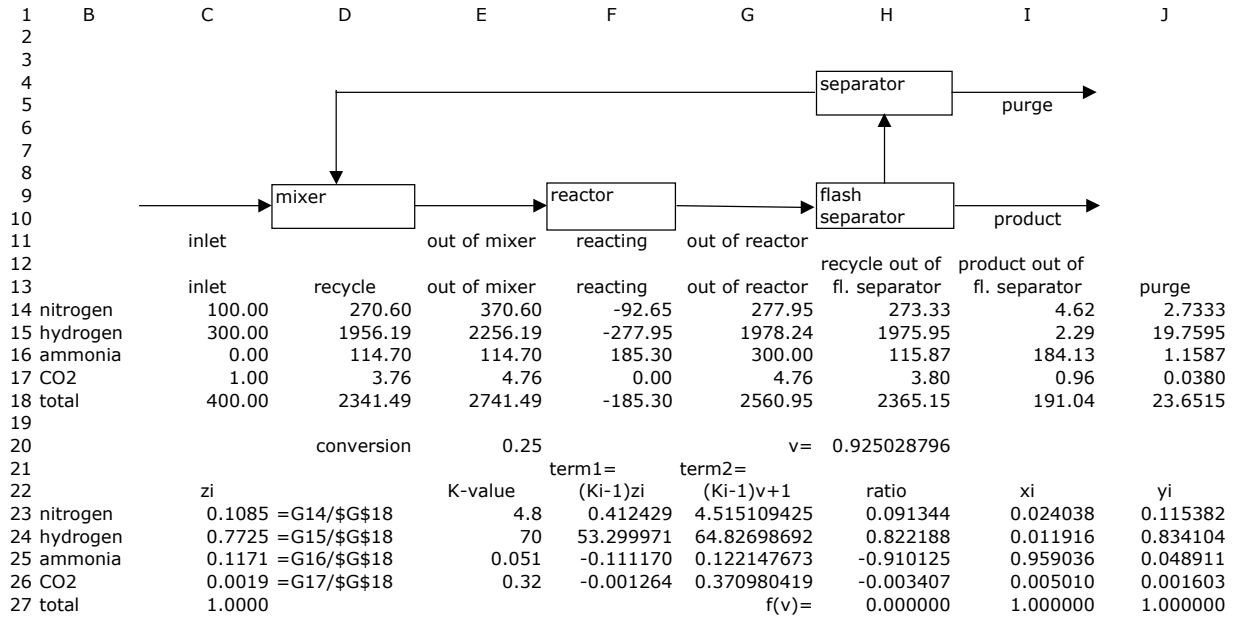 1 B C D E F G H I J
2
3
4 separator
5 purge
6
7
8
9 mixer reactor flash
10 separator product
11 inlet out of mixer reacting out of reactor
12 recycle out of product out of
13 inlet recycle out of mixer reacting out of reactor fl. separator fl. separator purge
14 nitrogen 100.00 270.60 370.60 -92.65 277.95 273.33 4.62 2.7333
15 hydrogen 300.00 1956.19 2256.19 -277.95 1978.24 1975.95 2.29 19.7595
16 ammonia 0.00 114.70 114.70 185.30 300.00 115.87 184.13 1.1587
17 CO2 1.00 3.76 4.76 0.00 4.76 3.80 0.96 0.0380
18 total 400.00 2341.49 2741.49 -185.30 2560.95 2365.15 191.04 23.6515
19
20 conversion 0.25 v= 0.925028796
21 term1= term2=
22 zi K-value (Ki-1)zi (Ki-1)v+1 ratio xi yi
23 nitrogen 0.1085 =G14/$G$18 4.8 0.412429 4.515109425 0.091344 0.024038 0.115382
24 hydrogen 0.7725 =G15/$G$18 70 53.299971 64.82698692 0.822188 0.011916 0.834104
25 ammonia 0.1171 =G16/$G$18 0.051 -0.111170 0.122147673 -0.910125 0.959036 0.048911
26 CO2 0.0019 =G17/$G$18 0.32 -0.001264 0.370980419 -0.003407 0.005010 0.001603
27 total 1.0000 f(v)= 0.000000 1.000000 1.000000